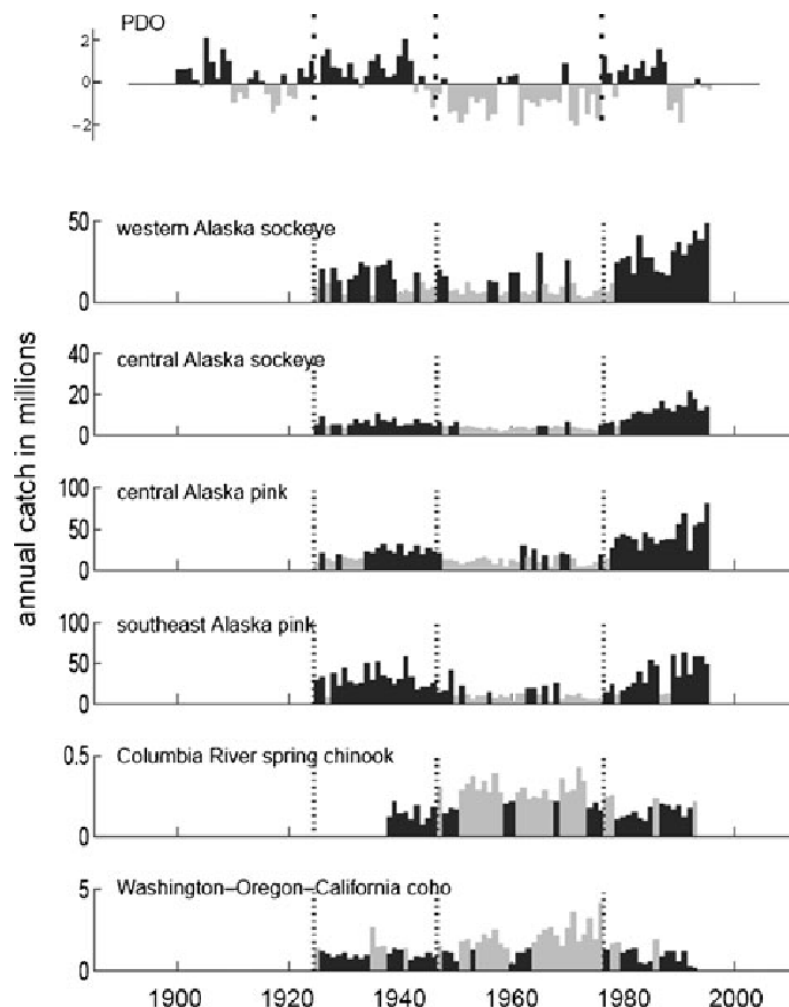 PDO
2
0
−2
annual catch in millions
western Alaska sockeye
50
0
central Alaska sockeye
40
20
0
central Alaska pink
100
50
0
southeast Alaska pink
100
50
0
Columbia River spring chinook
0.5
0
Washington–Oregon–California coho
5
0
1900 1920 1940 1960 1980 2000